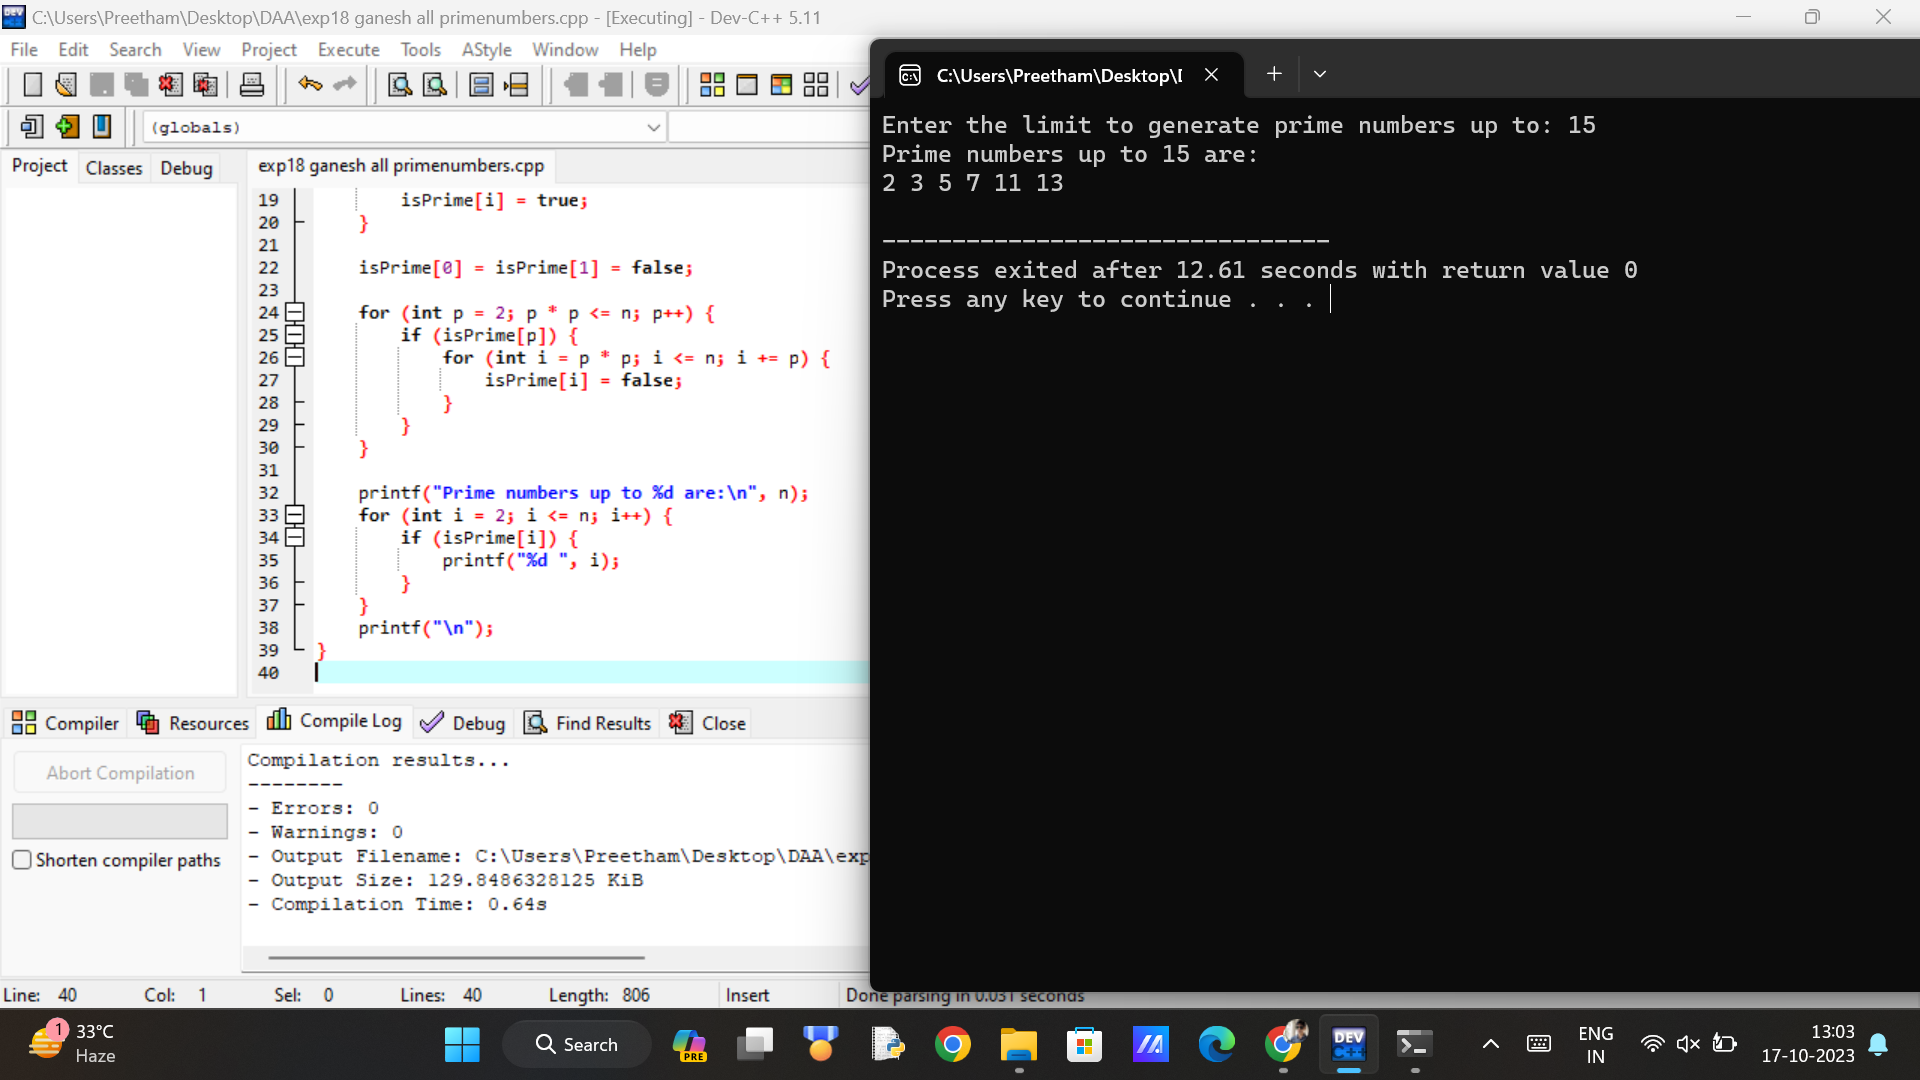 C:\Users\Preetham\Desktop\DAA\exp18 ganesh all primenumbers.cpp - [Executing] - Dev-C++ 5.11
File Edit Search View Project Execute Tools AStyle Window Help
(globals)
Project Classes Debug
exp18 ganesh all primenumbers.cpp
19 isPrime[i] = true;
20 }
21
22 isPrime[0] = isPrime[1] = false;
23
24 for (int p = 2; p * p <= n; p++) {
25 if (isPrime[p]) {
26 for (int i = p * p; i <= n; i += p) {
27 isPrime[i] = false;
28 }
29 }
30 }
31
32 printf("Prime numbers up to %d are:\n", n);
33 for (int i = 2; i <= n; i++) {
34 if (isPrime[i]) {
35 printf("%d ", i);
36 }
37 }
38 printf("\n");
39 }
40
C:\Users\Preetham\Desktop\
Enter the limit to generate prime numbers up to: 15
Prime numbers up to 15 are:
2 3 5 7 11 13
--------------------------------
Process exited after 12.61 seconds with return value 0
Press any key to continue . . .
Compiler Resources Compile Log Debug Find Results Close
Abort Compilation
Shorten compiler paths
Compilation results...
--------
- Errors: 0
- Warnings: 0
- Output Filename: C:\Users\Preetham\Desktop\DAA\exp
- Output Size: 129.8486328125 KiB
- Compilation Time: 0.64s
Line: 40 Col: 1 Sel: 0 Lines: 40 Length: 806 Insert Done parsing in 0.031 seconds
1
33°C
Haze
Search
PRE
DEV
C++
ENG
IN
13:03
17-10-2023